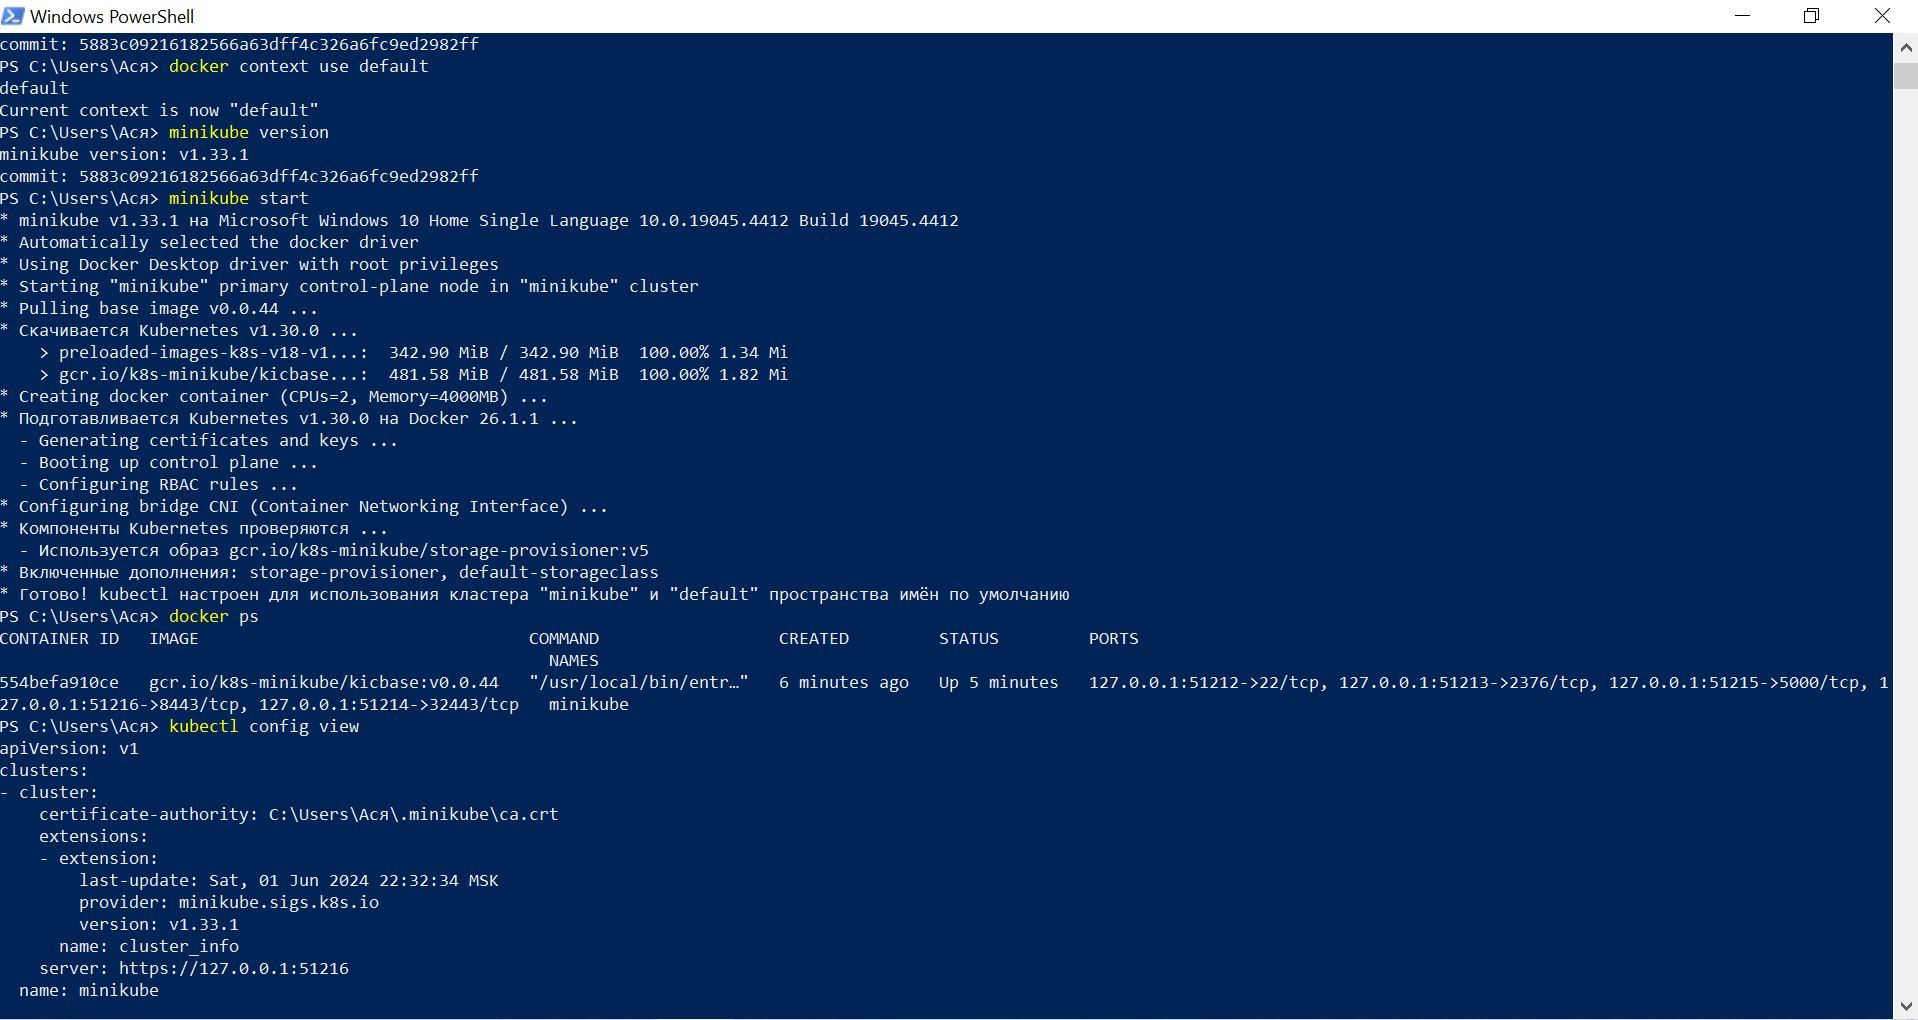 Windows PowerShell
commit: 5883c09216182566a63dff4c326a6fc9ed2982ff
PS C:\Users\Ася> docker context use default
default
Current context is now "default"
PS C:\Users\Ася> minikube version
minikube version: v1.33.1
commit: 5883c09216182566a63dff4c326a6fc9ed2982ff
PS C:\Users\Ася> minikube start
* minikube v1.33.1 на Microsoft Windows 10 Home Single Language 10.0.19045.4412 Build 19045.4412
* Automatically selected the docker driver
* Using Docker Desktop driver with root privileges
* Starting "minikube" primary control-plane node in "minikube" cluster
* Pulling base image v0.0.44 ...
* Скачивается Kubernetes v1.30.0 ...
    > preloaded-images-k8s-v18-v1...:  342.90 MiB / 342.90 MiB  100.00% 1.34 Mi
    > gcr.io/k8s-minikube/kicbase...:  481.58 MiB / 481.58 MiB  100.00% 1.82 Mi
* Creating docker container (CPUs=2, Memory=4000MB) ...
* Подготавливается Kubernetes v1.30.0 на Docker 26.1.1 ...
  - Generating certificates and keys ...
  - Booting up control plane ...
  - Configuring RBAC rules ...
* Configuring bridge CNI (Container Networking Interface) ...
* Компоненты Kubernetes проверяются ...
  - Используется образ gcr.io/k8s-minikube/storage-provisioner:v5
* Включенные дополнения: storage-provisioner, default-storageclass
* Готово! kubectl настроен для использования кластера "minikube" и "default" пространства имён по умолчанию
PS C:\Users\Ася> docker ps
CONTAINER ID   IMAGE                                 COMMAND                  CREATED         STATUS         PORTS
                                                       NAMES
554befa910ce   gcr.io/k8s-minikube/kicbase:v0.0.44   "/usr/local/bin/entr…"   6 minutes ago   Up 5 minutes   127.0.0.1:51212->22/tcp, 127.0.0.1:51213->2376/tcp, 127.0.0.1:51215->5000/tcp, 1
27.0.0.1:51216->8443/tcp, 127.0.0.1:51214->32443/tcp   minikube
PS C:\Users\Ася> kubectl config view
apiVersion: v1
clusters:
- cluster:
    certificate-authority: C:\Users\Ася\.minikube\ca.crt
    extensions:
    - extension:
        last-update: Sat, 01 Jun 2024 22:32:34 MSK
        provider: minikube.sigs.k8s.io
        version: v1.33.1
      name: cluster_info
    server: https://127.0.0.1:51216
  name: minikube